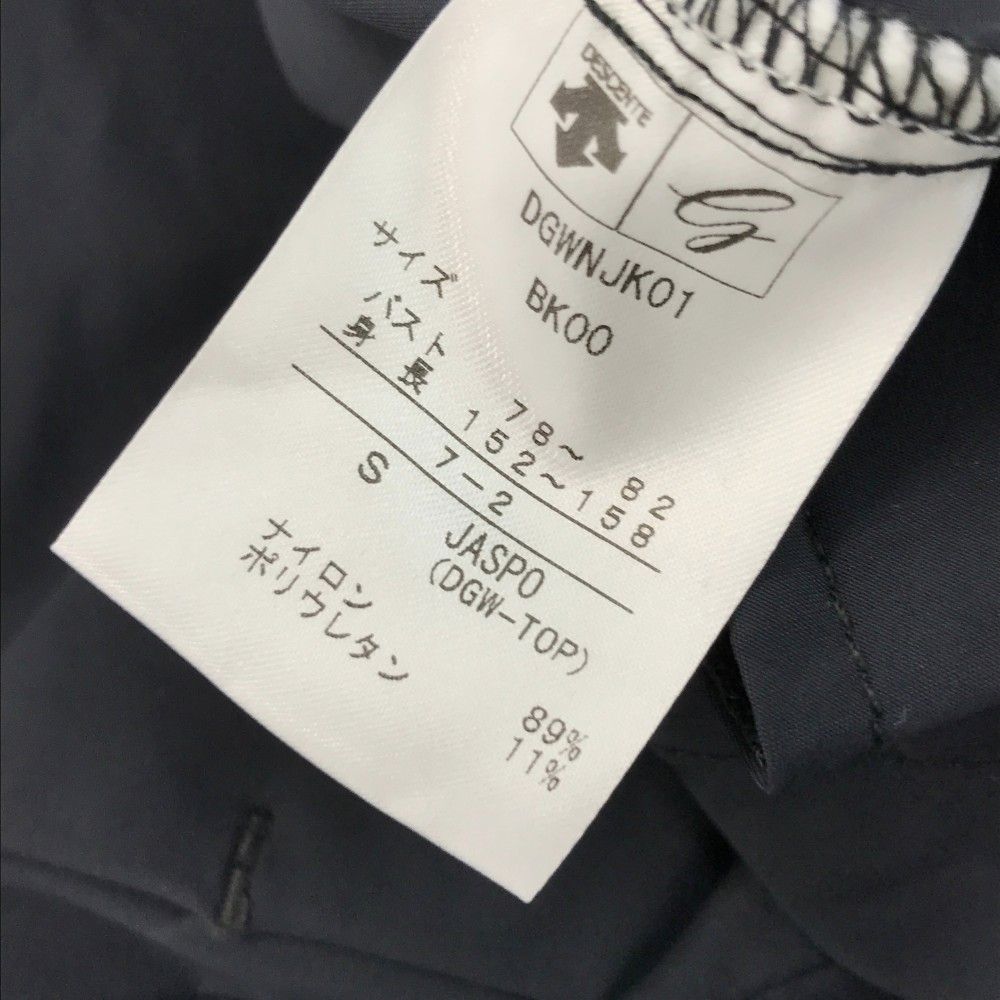 DESCENTE
G
DGWNJK01
BK00
サイズ
バスト 78～ 82
身長 152～158
S 7-2
JASPO
(DGW-TOP)
ナイロン 89%
ポリウレタン 11%